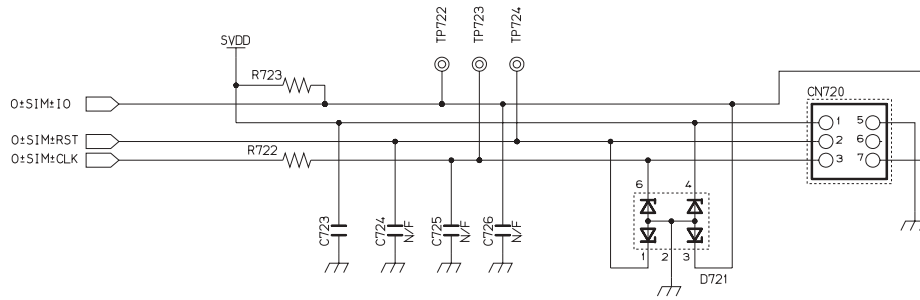 TP722
TP723
TP724
SVDD
R723
O±SIM±IO
CN720
1
5
O±SIM±RST
2
6
O±SIM±CLK
R722
3
7
6
4
C723
C724
N/F
C725
N/F
C726
N/F
1
2
3
D721